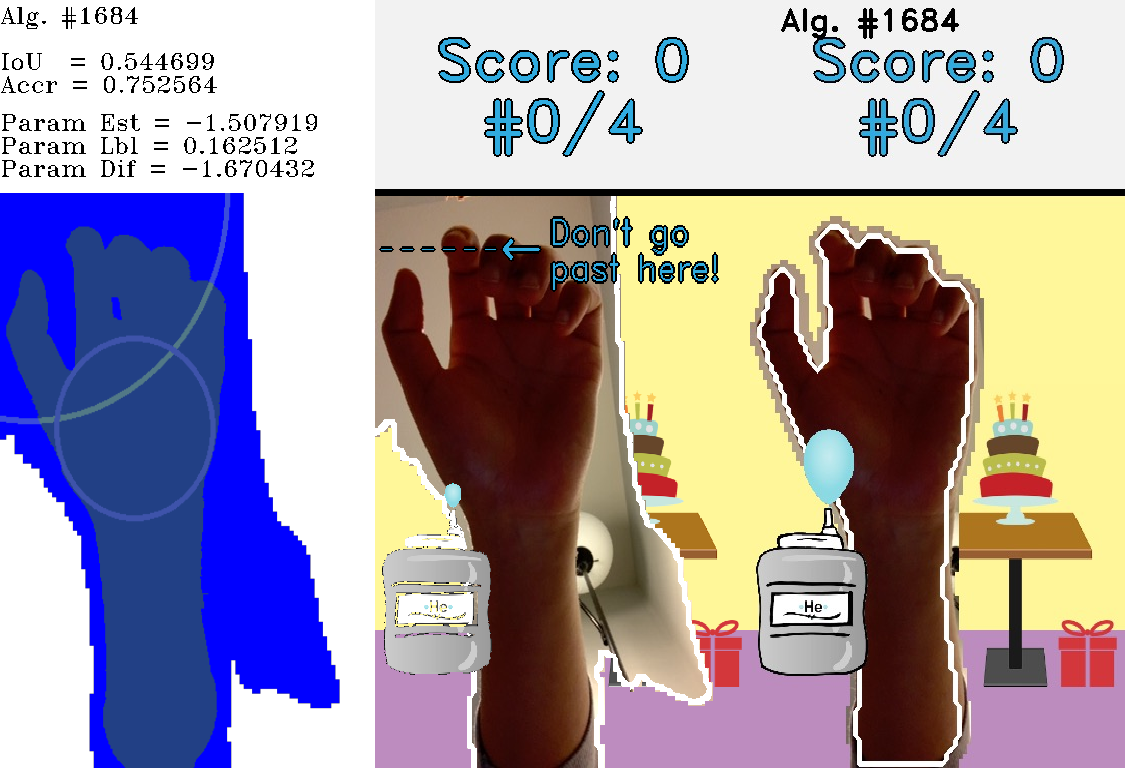 Alg. #1684
IoU = 0.544699
Accr = 0.752564
Param Est = −1.507919
Param Lbl = 0.162512
Param Dif = −1.670432
Score: 0
#0/4
Don't go
past here!
He
Alg. #1684
Score: 0
#0/4
He